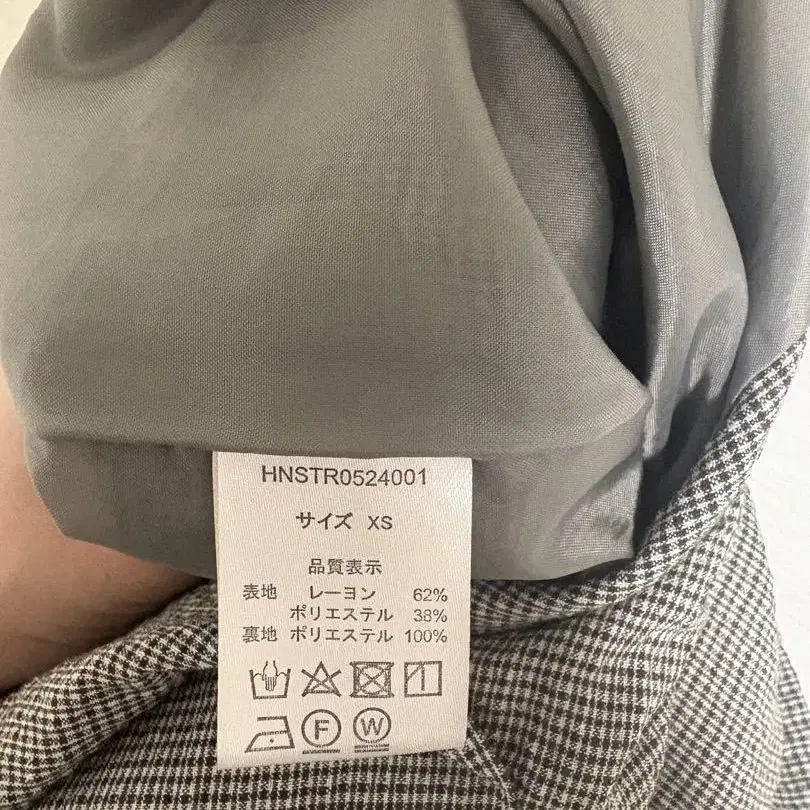 HNSTR0524001
サイズ XS
品質表示
表地 レーヨン 62%
ポリエステル 38%
裏地 ポリエステル 100%
F W